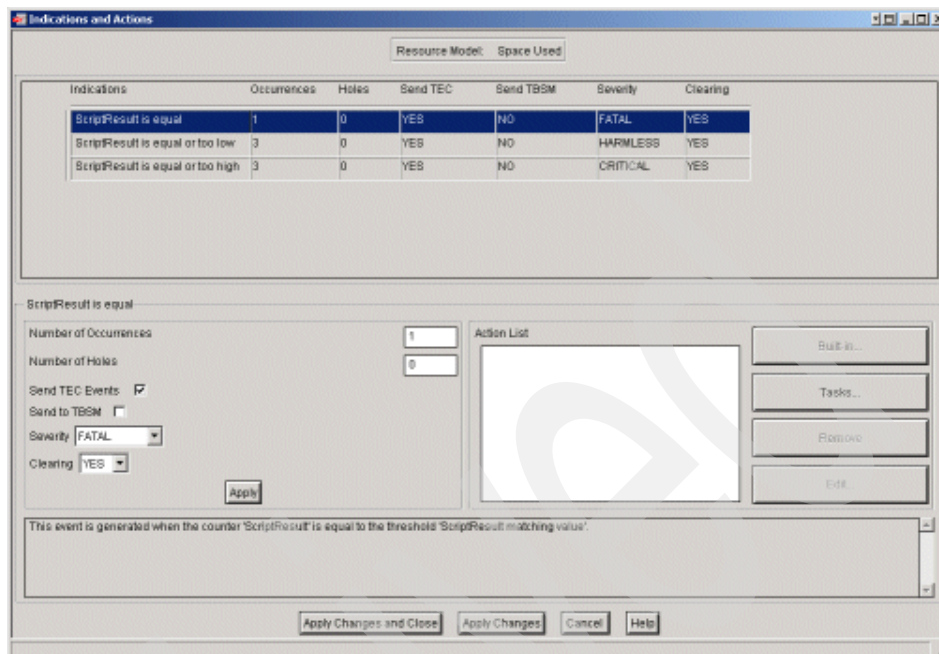 Indications and Actions
Resource Model: Space Used
Indications Occurrences Holes Send TEC Send TBSM Severity Clearing
ScriptResult is equal 1 0 YES NO FATAL YES
ScriptResult is equal or too low 3 0 YES NO HARMLESS YES
ScriptResult is equal or too high 3 0 YES NO CRITICAL YES
ScriptResult is equal
Number of Occurrences 1
Number of Holes 0
Send TEC Events
Send to TBSM
Severity FATAL
Clearing YES
Apply
Action List
Built-in...
Tasks...
Remove
Edit...
This event is generated when the counter 'ScriptResult' is equal to the threshold 'ScriptResult matching value'.
Apply Changes and Close Apply Changes Cancel Help